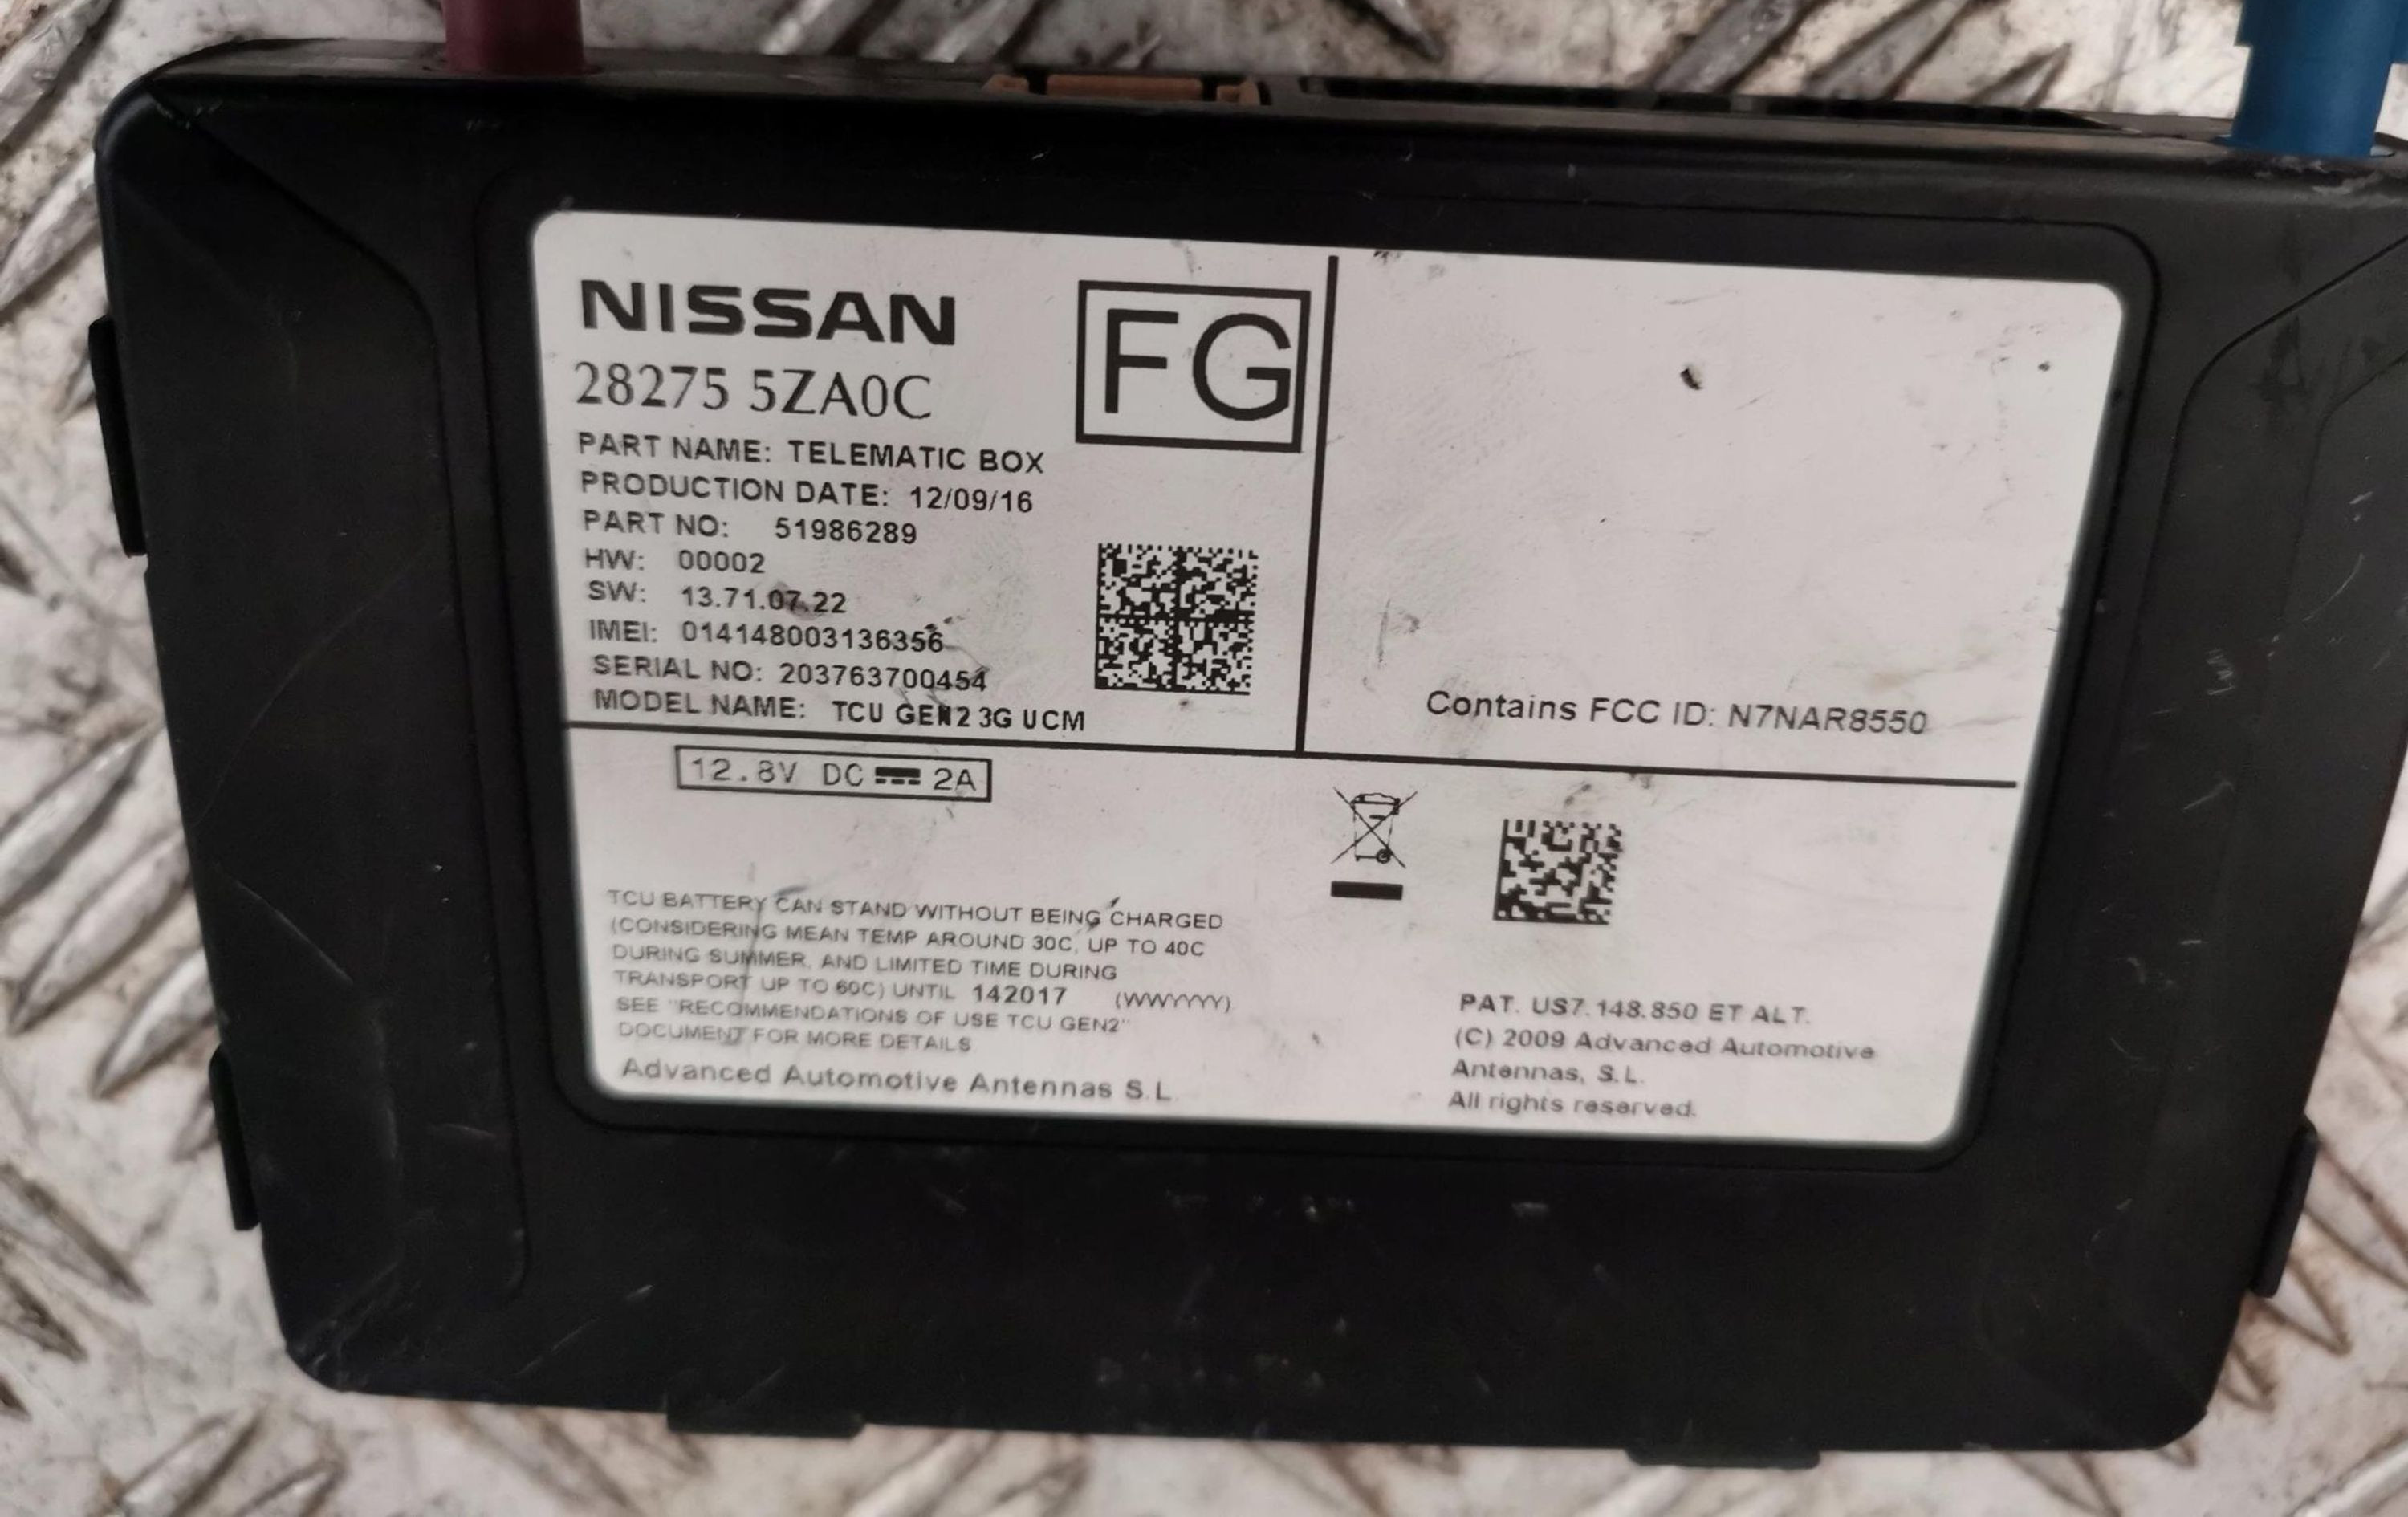 NISSAN
FG
28275 5ZA0C
PART NAME: TELEMATIC BOX
PRODUCTION DATE: 12/09/16
PART NO: 51986289
HW: 00002
SW: 13.71.07.22
IMEI: 014148003136356
SERIAL NO: 203763700454
MODEL NAME: TCU GEN2 3G UCM
Contains FCC ID: N7NAR8550
12.8V DC 2A
TCU BATTERY CAN STAND WITHOUT BEING CHARGED
(CONSIDERING MEAN TEMP AROUND 30C, UP TO 40C
DURING SUMMER, AND LIMITED TIME DURING
TRANSPORT UP TO 60C) UNTIL 142017 (WWYYYY)
SEE "RECOMMENDATIONS OF USE TCU GEN2"
DOCUMENT FOR MORE DETAILS
Advanced Automotive Antennas S.L.
PAT. US7.148.850 ET ALT.
(C) 2009 Advanced Automotive
Antennas, S.L.
All rights reserved.